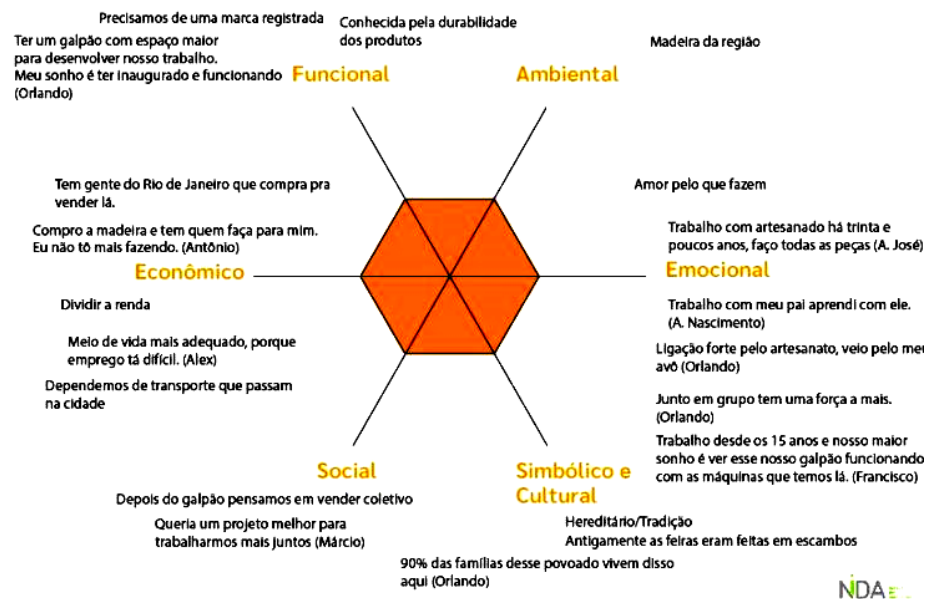 Precisamos de uma marca registrada
Conhecida pela durabilidade
dos produtos
Ter um galpão com espaço maior
para desenvolver nosso trabalho.
Meu sonho é ter inaugurado e funcionando
(Orlando)
Funcional
Ambiental
Madeira da região
Tem gente do Rio de Janeiro que compra pra
vender lá.
Compro a madeira e tem quem faça para mim.
Eu não tô mais fazendo. (Antônio)
Econômico
Dividir a renda
Meio de vida mais adequado, porque
emprego tá difícil. (Alex)
Dependemos de transporte que passam
na cidade
Amor pelo que fazem
Trabalho com artesanado há trinta e
poucos anos, faço todas as peças (A. José)
Emocional
Trabalho com meu pai aprendi com ele.
(A. Nascimento)
Ligação forte pelo artesanato, veio pelo meu
avô (Orlando)
Junto em grupo tem uma força a mais.
(Orlando)
Trabalho desde os 15 anos e nosso maior
sonho é ver esse nosso galpão funcionando
com as máquinas que temos lá. (Francisco)
Social
Depois do galpão pensamos em vender coletivo
Queria um projeto melhor para
trabalharmos mais juntos (Márcio)
Simbólico e
Cultural
Hereditário/Tradição
Antigamente as feiras eram feitas em escambos
90% das famílias desse povoado vivem disso
aqui (Orlando)
NIDA